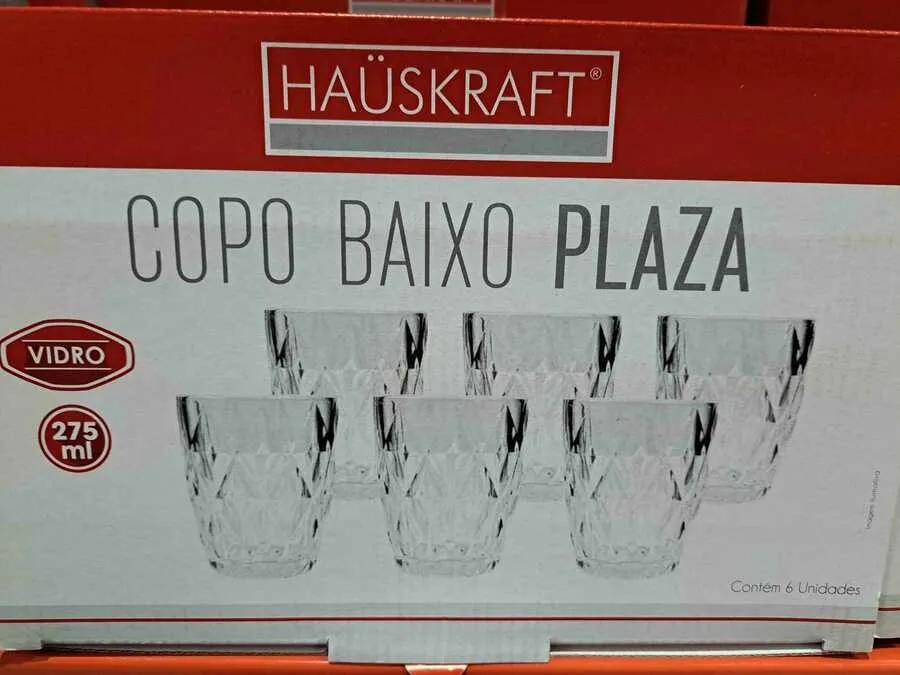 HAÜSKRAFT®
COPO BAIXO PLAZA
VIDRO
275
ml
Imagem ilustrativa
Contém 6 Unidades